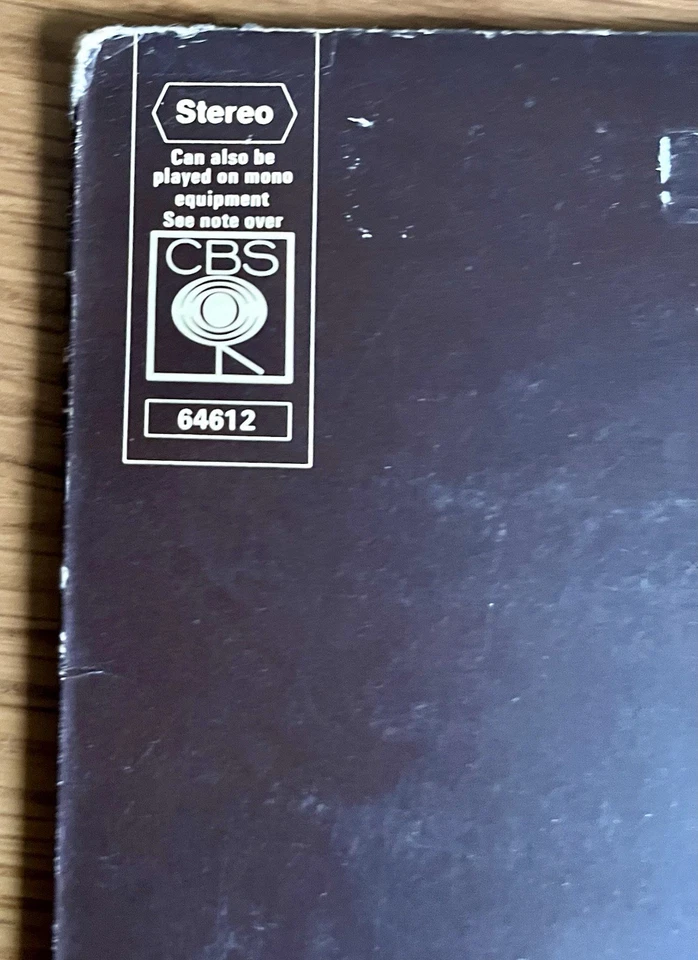 Stereo
Can also be
played on mono
equipment
See note over
CBS
64612